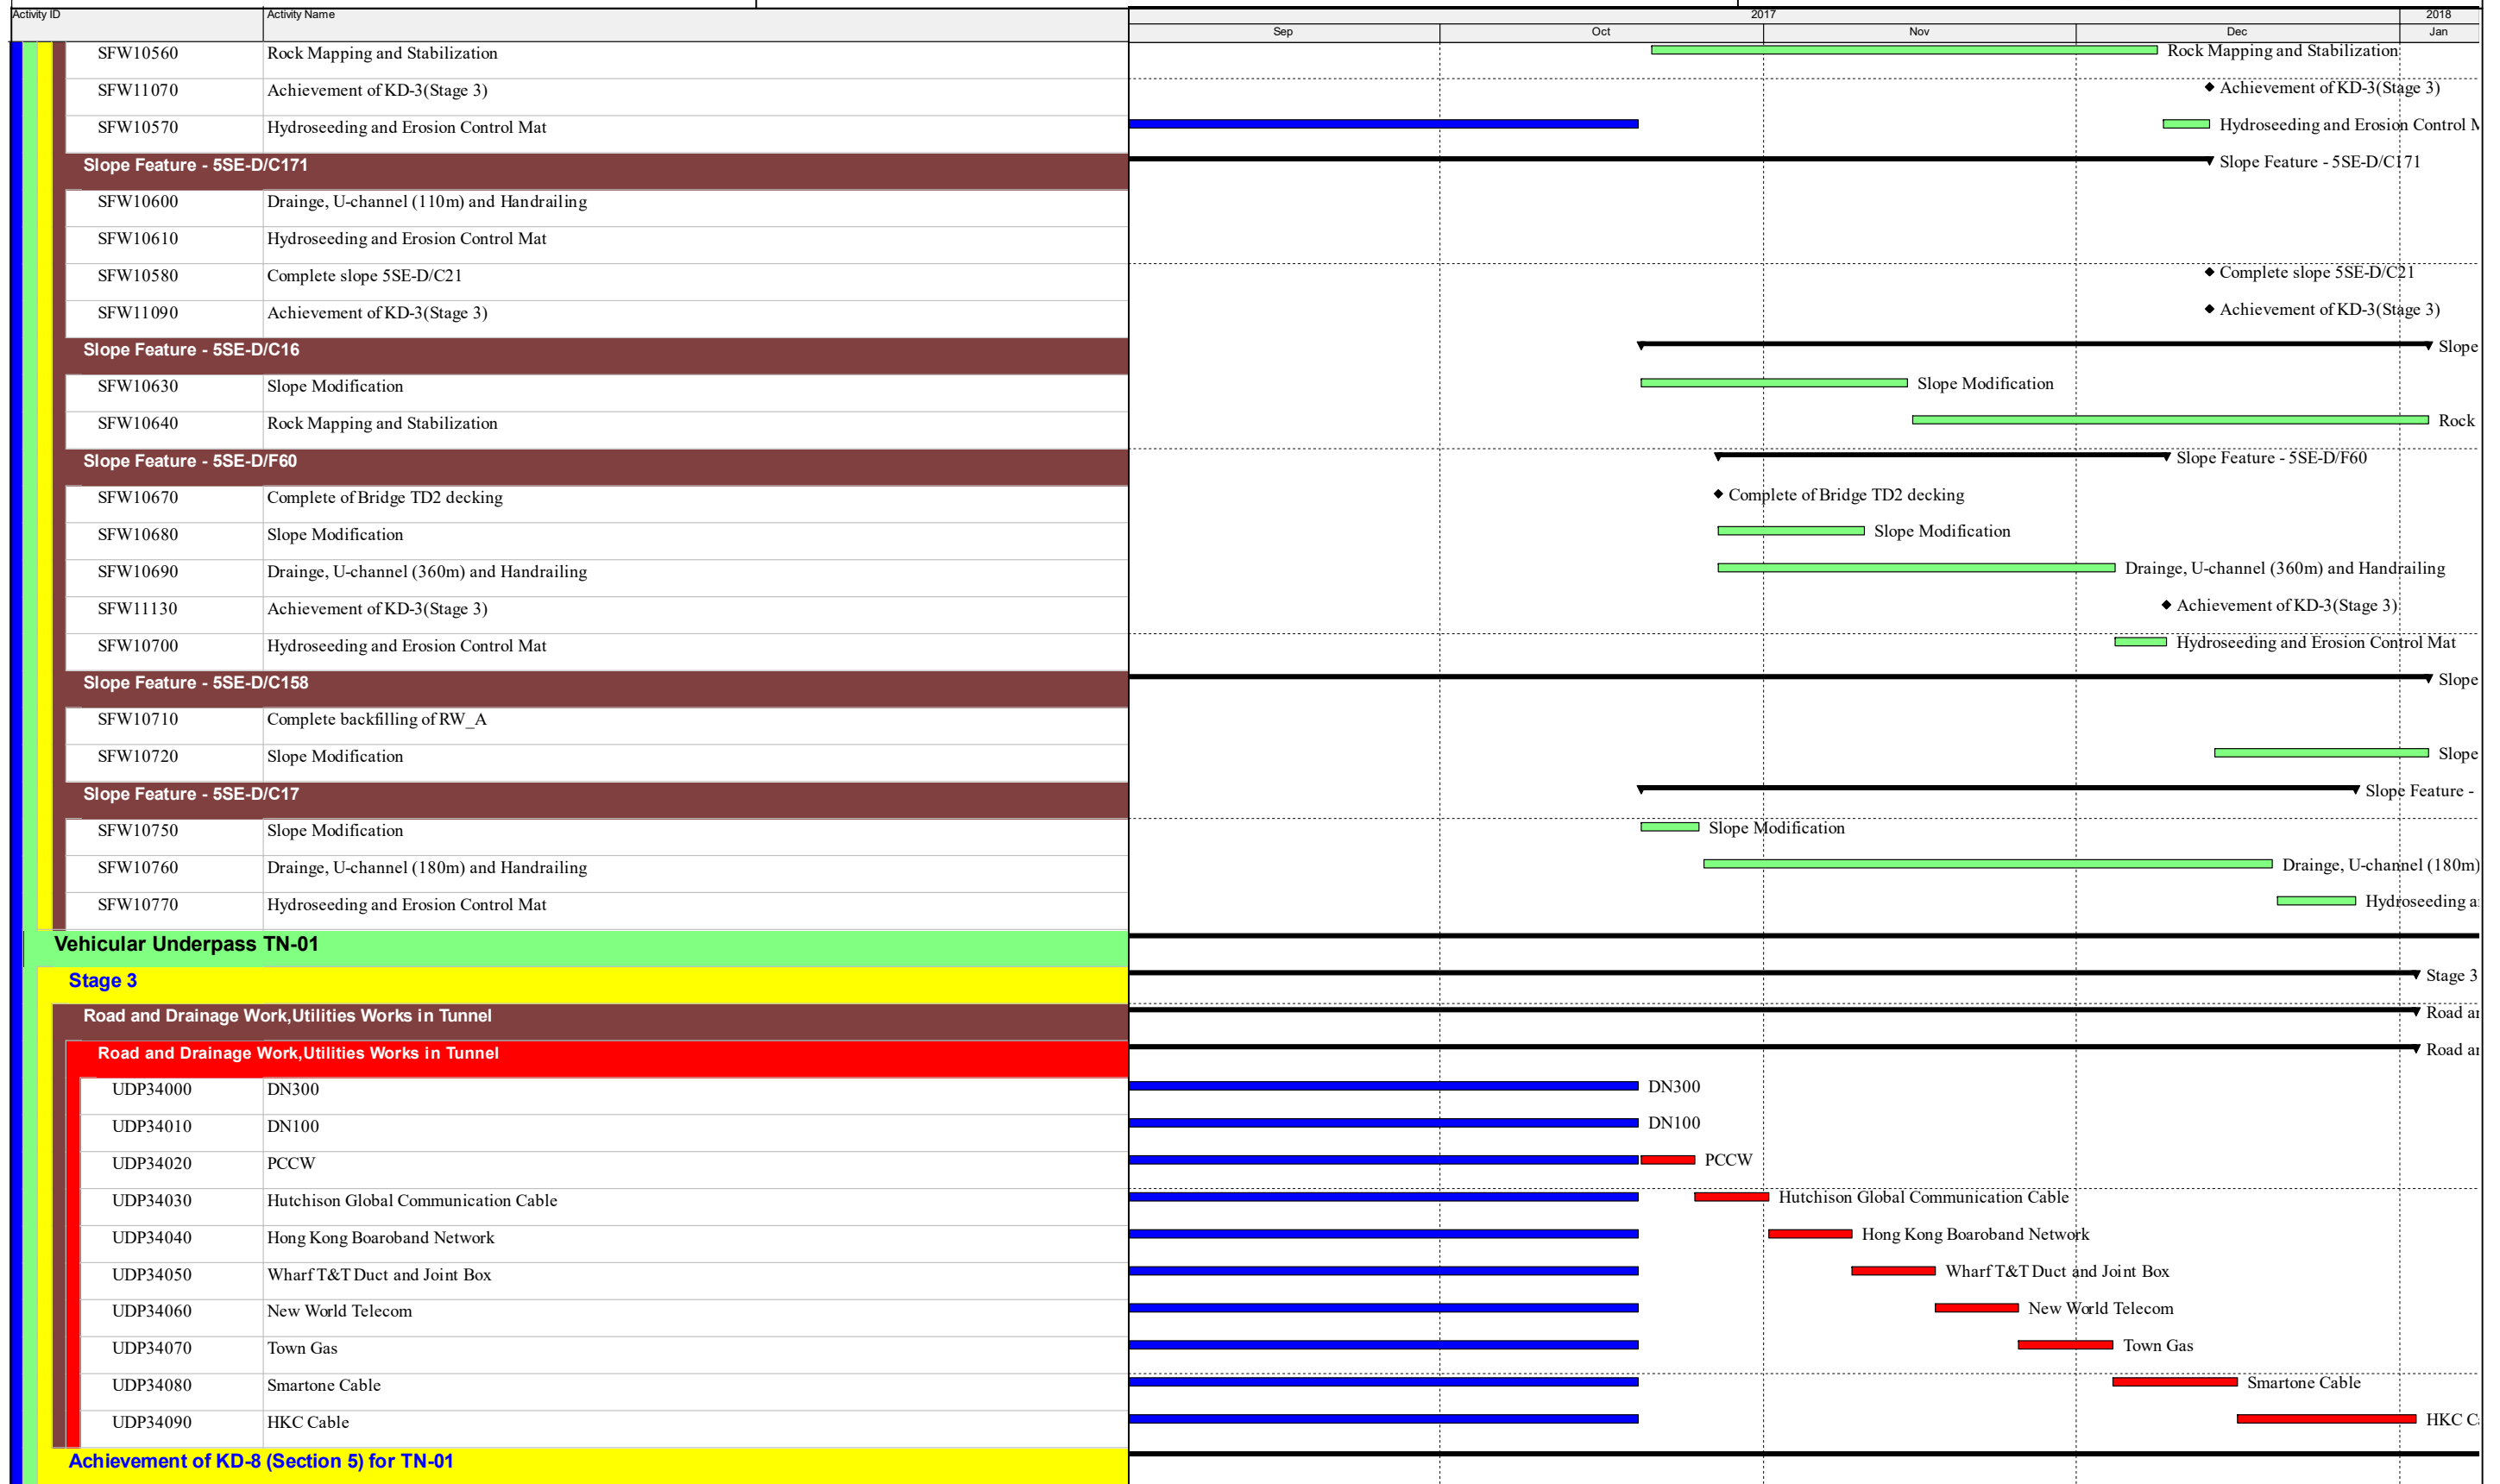 Activity ID Activity Name 2017 2018
Sep Oct Nov Dec Jan
SFW10560 Rock Mapping and Stabilization Rock Mapping and Stabilization
SFW11070 Achievement of KD-3(Stage 3) Achievement of KD-3(Stage 3)
SFW10570 Hydroseeding and Erosion Control Mat Hydroseeding and Erosion Control
Slope Feature - 5SE-D/C171 Slope Feature - 5SE-D/C171
SFW10600 Drainge, U-channel (110m) and Handrailing
SFW10610 Hydroseeding and Erosion Control Mat
SFW10580 Complete slope 5SE-D/C21 Complete slope 5SE-D/C21
SFW11090 Achievement of KD-3(Stage 3) Achievement of KD-3(Stage 3)
Slope Feature - 5SE-D/C16 Slope
SFW10630 Slope Modification Slope Modification
SFW10640 Rock Mapping and Stabilization Rock
Slope Feature - 5SE-D/F60 Slope Feature - 5SE-D/F60
SFW10670 Complete of Bridge TD2 decking Complete of Bridge TD2 decking
SFW10680 Slope Modification Slope Modification
SFW10690 Drainge, U-channel (360m) and Handrailing Drainge, U-channel (360m) and Handrailing
SFW11130 Achievement of KD-3(Stage 3) Achievement of KD-3(Stage 3)
SFW10700 Hydroseeding and Erosion Control Mat Hydroseeding and Erosion Control Mat
Slope Feature - 5SE-D/C158 Slope
SFW10710 Complete backfilling of RW_A
SFW10720 Slope Modification Slope
Slope Feature - 5SE-D/C17 Slope Feature -
SFW10750 Slope Modification Slope Modification
SFW10760 Drainge, U-channel (180m) and Handrailing Drainge, U-channel (180m)
SFW10770 Hydroseeding and Erosion Control Mat Hydroseeding a
Vehicular Underpass TN-01
Stage 3 Stage 3
Road and Drainage Work,Utilities Works in Tunnel Road
Road and Drainage Work,Utilities Works in Tunnel Road
UDP34000 DN300 DN300
UDP34010 DN100 DN100
UDP34020 PCCW PCCW
UDP34030 Hutchison Global Communication Cable Hutchison Global Communication Cable
UDP34040 Hong Kong Boaroband Network Hong Kong Boaroband Network
UDP34050 Wharf T&T Duct and Joint Box Wharf T&T Duct and Joint Box
UDP34060 New World Telecom New World Telecom
UDP34070 Town Gas Town Gas
UDP34080 Smartone Cable Smartone Cable
UDP34090 HKC Cable HKC
Achievement of KD-8 (Section 5) for TN-01